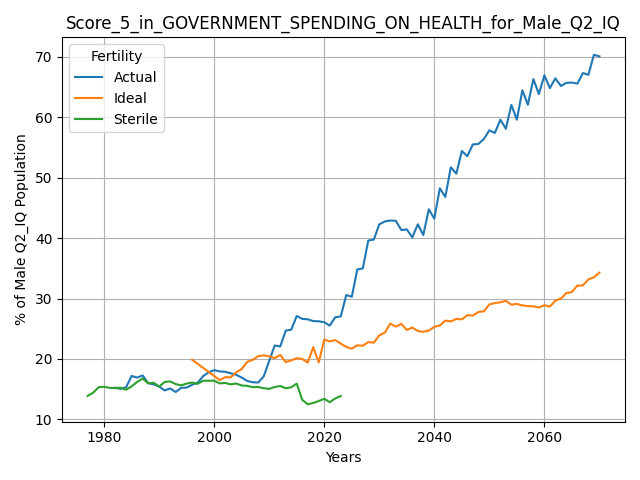 Score_5_in_GOVERNMENT_SPENDING_ON_HEALTH_for_Male_Q2_IQ
Fertility
Actual
Ideal
Sterile
% of Male Q2_IQ Population
70
60
50
40
30
20
10
1980
2000
2020
2040
2060
Years